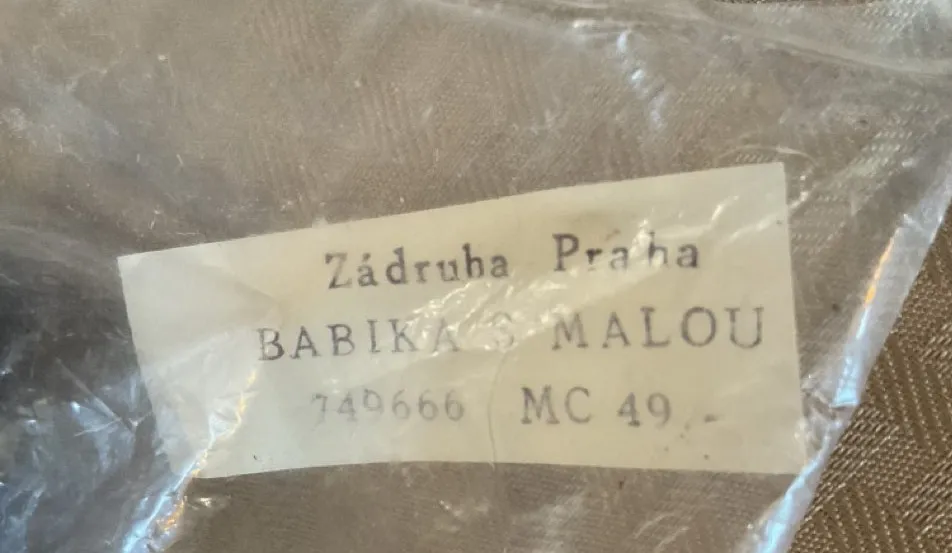 Zádruha Praha
BABIKA S MALOU
749666 MC 49,-